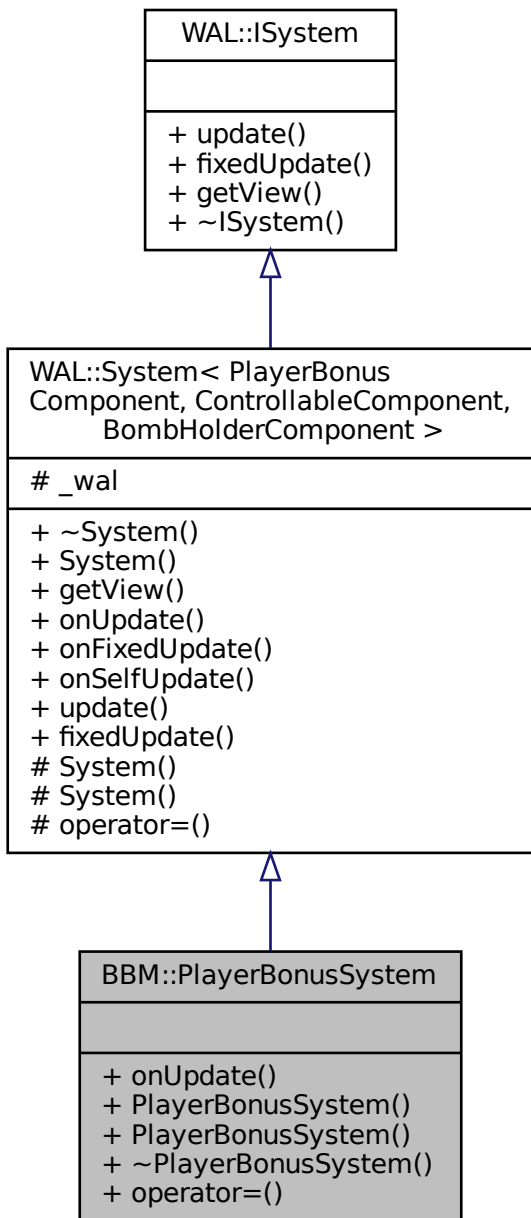 WAL::ISystem
+ update()
+ fixedUpdate()
+ getView()
+ ~ISystem()
WAL::System< PlayerBonus
Component, ControllableComponent,
BombHolderComponent >
# _wal
+ ~System()
+ System()
+ getView()
+ onUpdate()
+ onFixedUpdate()
+ onSelfUpdate()
+ update()
+ fixedUpdate()
# System()
# System()
# operator=()
BBM::PlayerBonusSystem
+ onUpdate()
+ PlayerBonusSystem()
+ PlayerBonusSystem()
+ ~PlayerBonusSystem()
+ operator=()